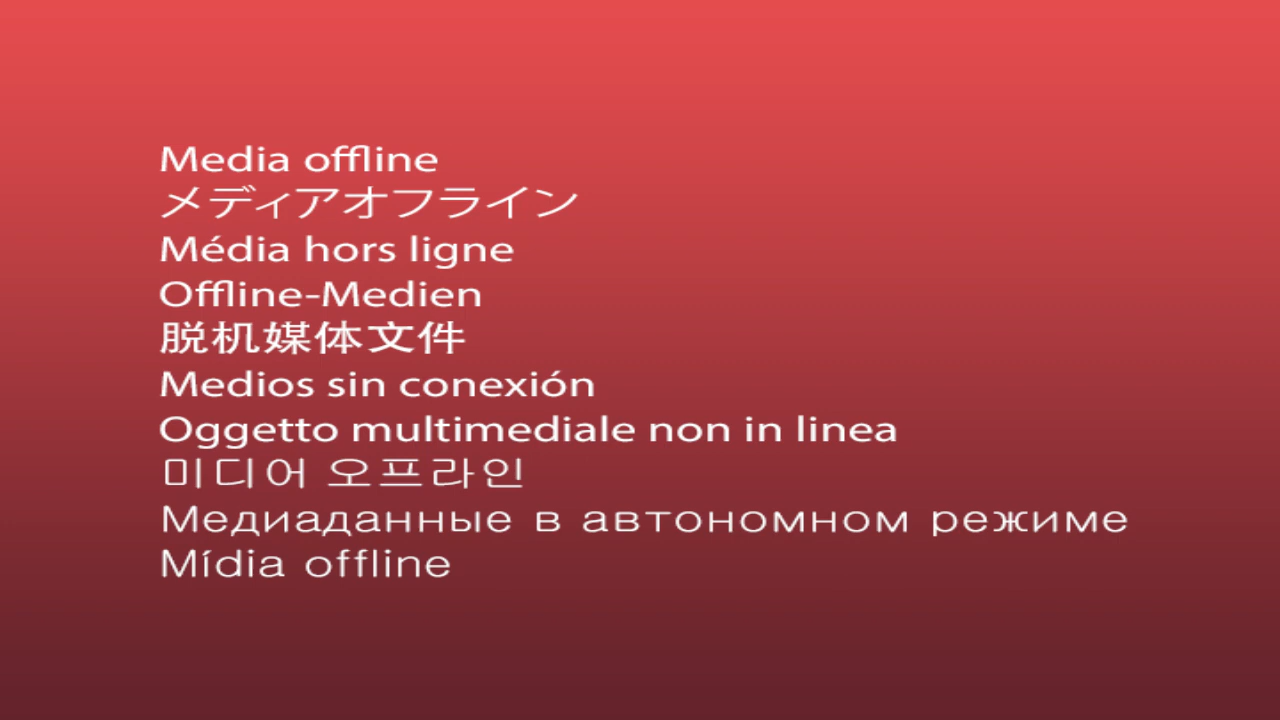 Media offline
メディアオフライン
Média hors ligne
Offline-Medien
脱机媒体文件
Medios sin conexión
Oggetto multimediale non in linea
미디어 오프라인
Медиаданные в автономном режиме
Mídia offline